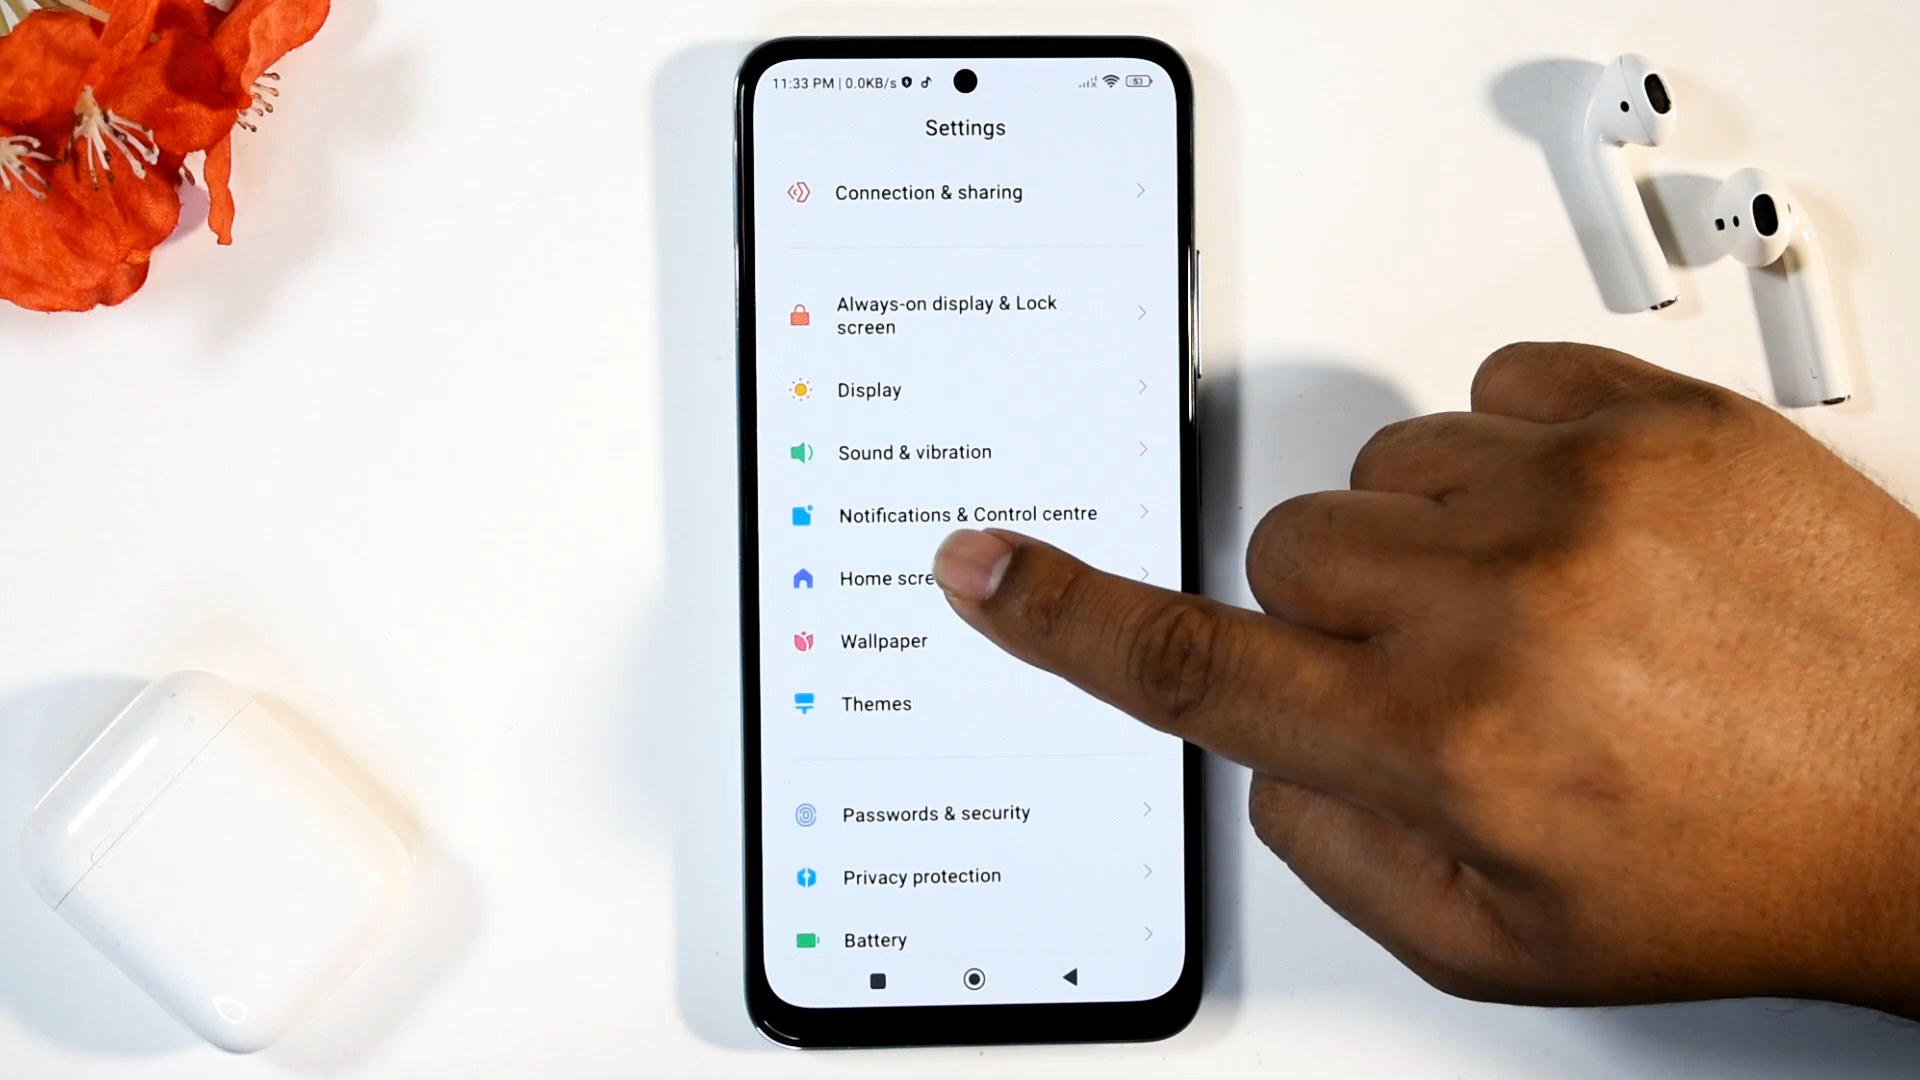 11:33 PM | 0.0KB/s
53
Settings
Connection & sharing
Always-on display & Lock
screen
Display
Sound & vibration
Notifications & Control centre
Home scre
Wallpaper
Themes
Passwords & security
Privacy protection
Battery
L